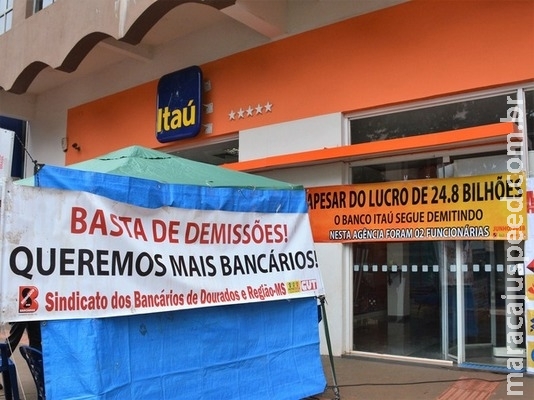 Itaú
APESAR DO LUCRO DE 24.8 BILHÕES
O BANCO ITAÚ SEGUE DEMITINDO
NESTA AGÊNCIA FORAM 02 FUNCIONÁRIAS
BASTA DE DEMISSÕES!
QUEREMOS MAIS BANCÁRIOS!
Sindicato dos Bancários de Dourados e Região-MS
CUT
maracajuspeed.com.br